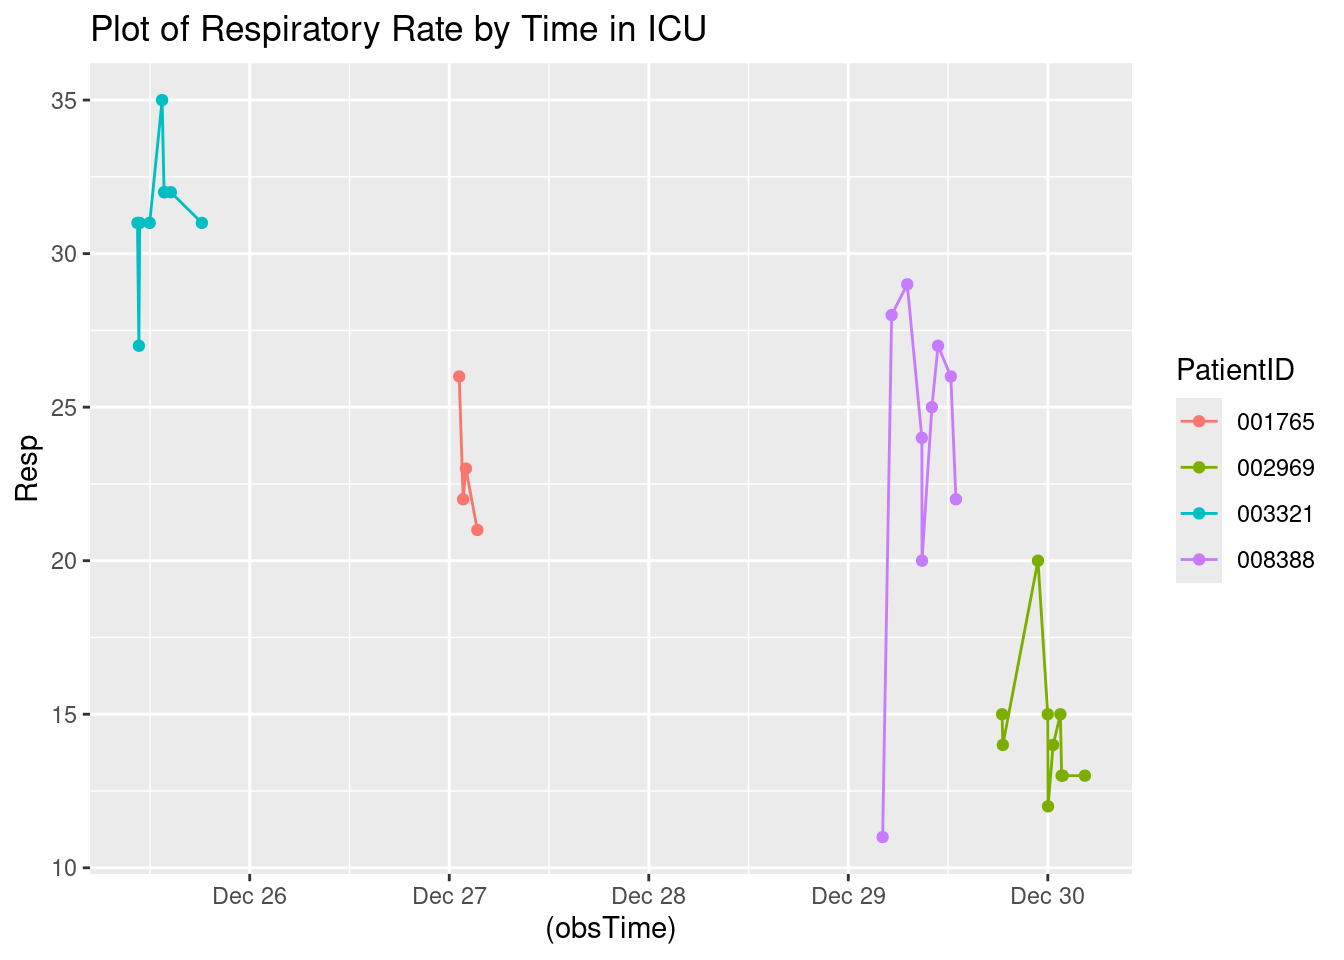 Plot of Respiratory Rate by Time in ICU
35
30
25
20
15
10
Resp
Dec 26
Dec 27
Dec 28
Dec 29
Dec 30
(obsTime)
PatientID
001765
002969
003321
008388